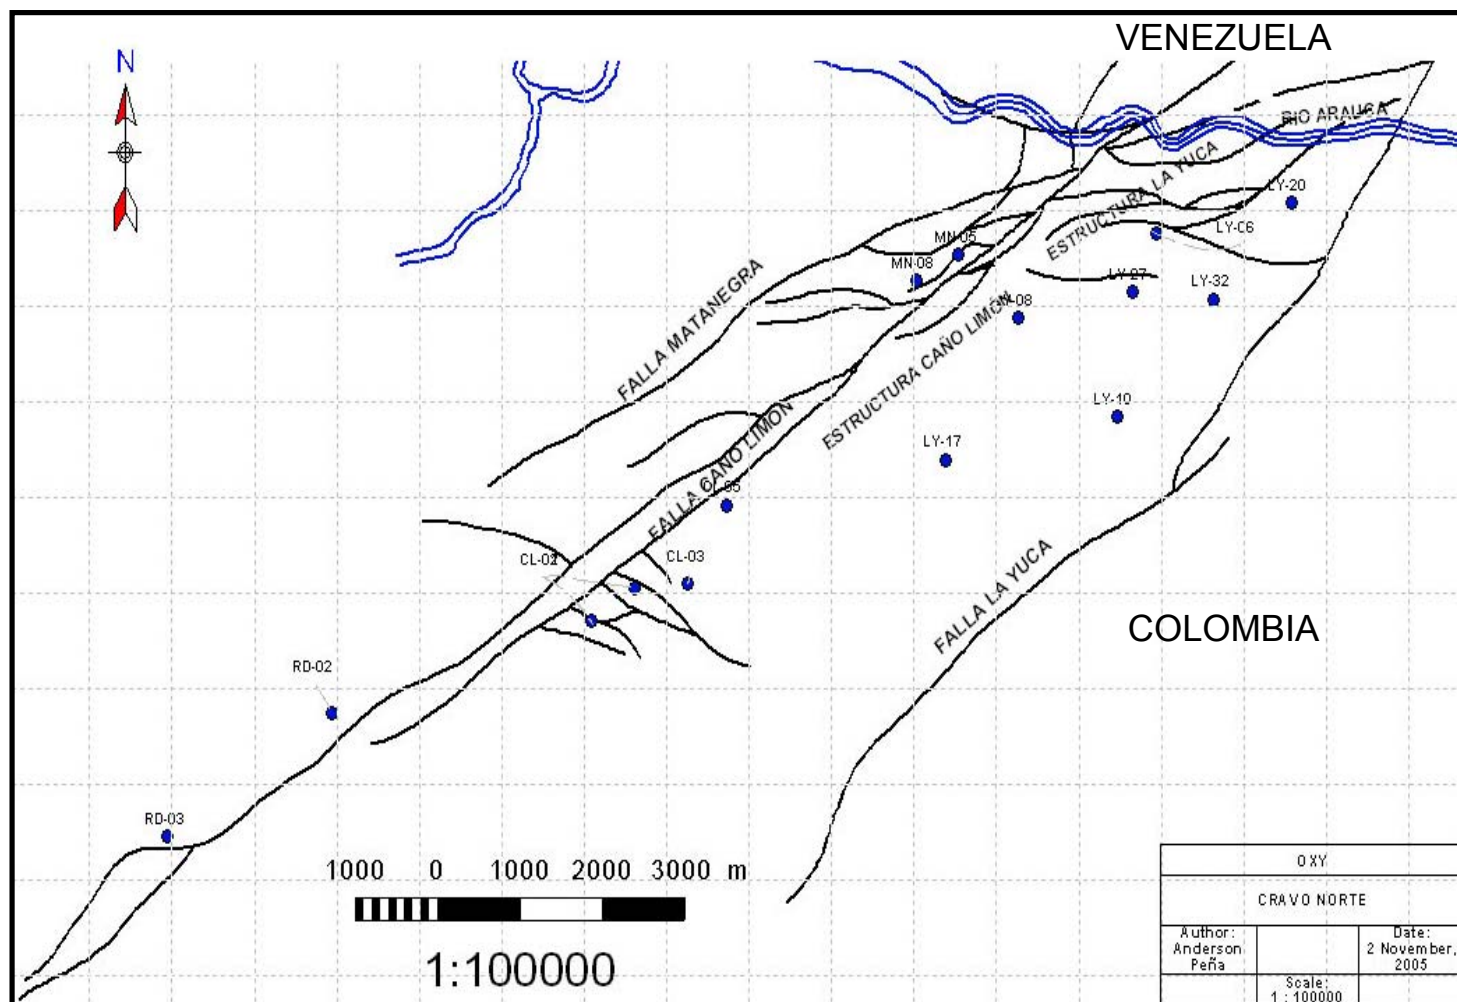 VENEZUELA
N
RIO ARAUCA
ESTRUCTURA LA YUCA
LY-20
LY-06
MN-05
MN-08
LY-27
LY-32
FALLA MATANEGRA
ESTRUCTURA CAÑO LIMÓN
LY-10
LY-17
FALLA CAÑO LIMON
CL-05
CL-03
FALLA LA YUCA
COLOMBIA
RD-02
RD-03
1000 0 1000 2000 3000 m
1:100000
OXY
CRAVO NORTE
Author:
Anderson
Peña
Date:
2 November,
2005
Scale:
1 : 100000